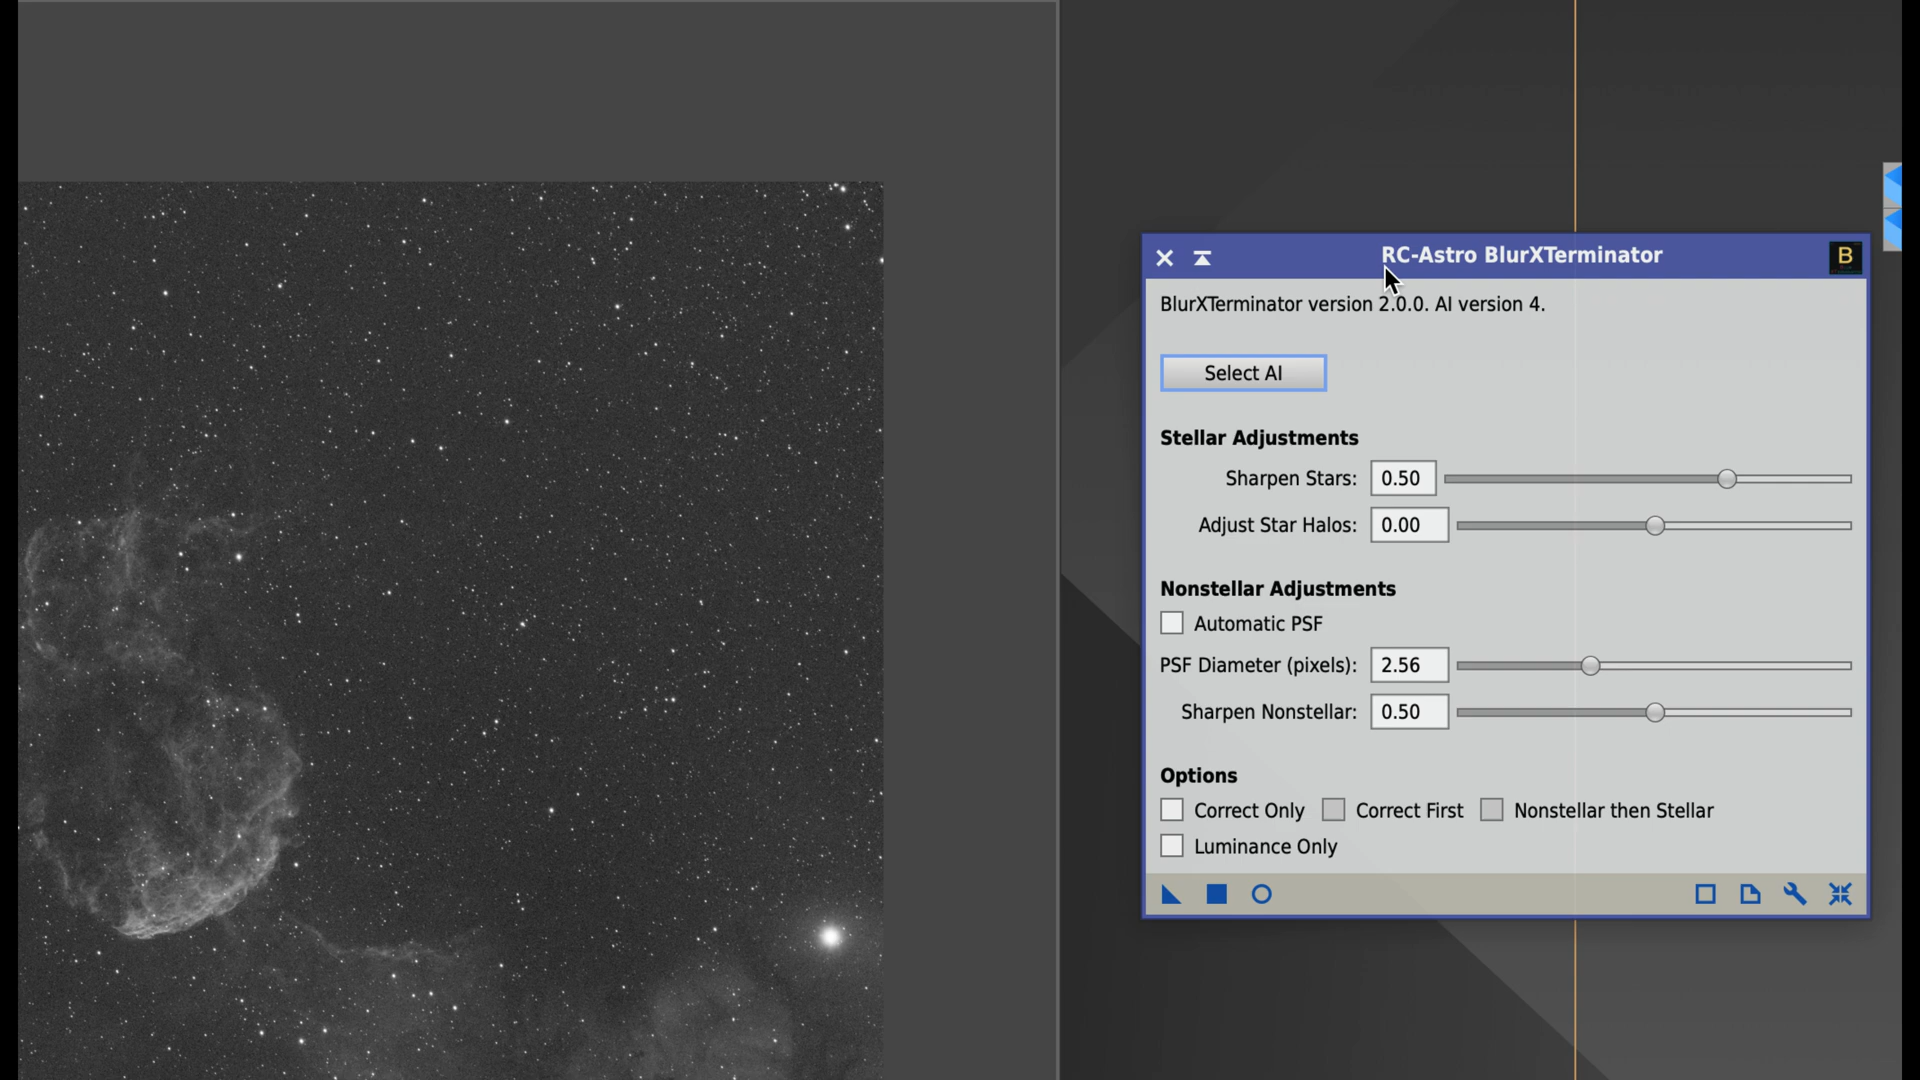 RC-Astro BlurXTerminator
B
BlurXTerminator version 2.0.0. AI version 4.
Select AI
Stellar Adjustments
Sharpen Stars: 0.50
Adjust Star Halos: 0.00
Nonstellar Adjustments
Automatic PSF
PSF Diameter (pixels): 2.56
Sharpen Nonstellar: 0.50
Options
Correct Only Correct First Nonstellar then Stellar
Luminance Only